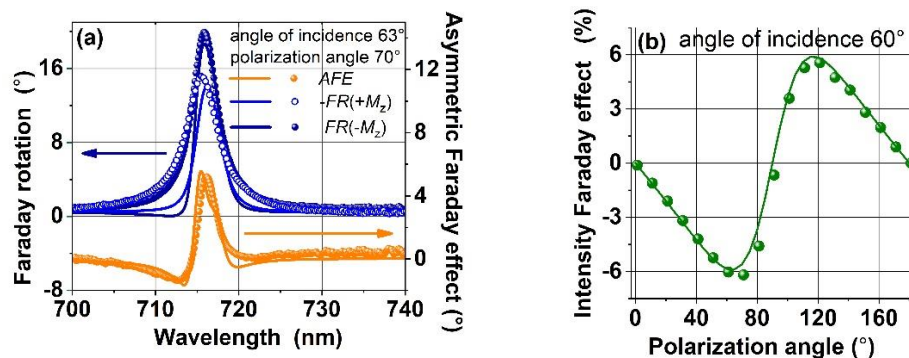 (a)
angle of incidence 63°
polarization angle 70°
AFE
-FR(+Mz)
FR(-Mz)
Faraday rotation (°)
16
8
0
-8
700
710
720
730
740
Wavelength (nm)
12
8
4
0
Asymmetric Faraday effect (°)
(b)
angle of incidence 60°
Intensity Faraday effect (%)
6
3
0
-3
-6
0
40
80
120
160
Polarization angle (°)